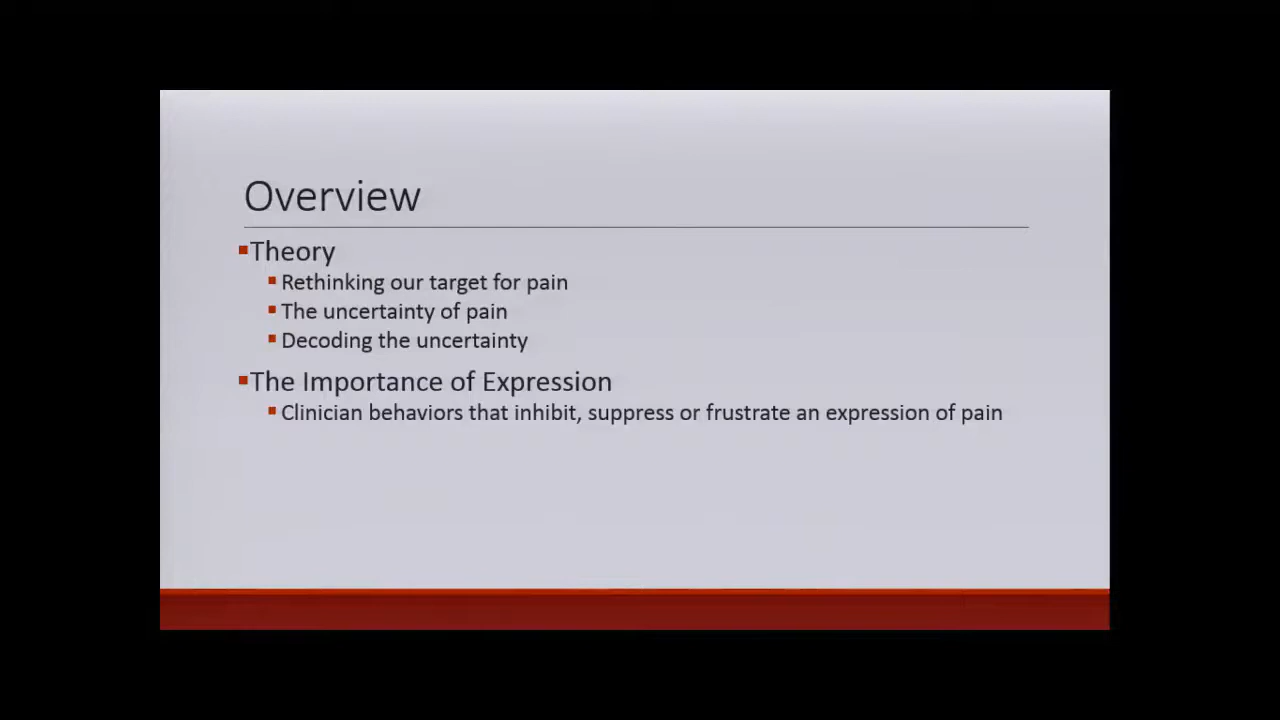 Overview
Theory
Rethinking our target for pain
The uncertainty of pain
Decoding the uncertainty
The Importance of Expression
Clinician behaviors that inhibit, suppress or frustrate an expression of pain